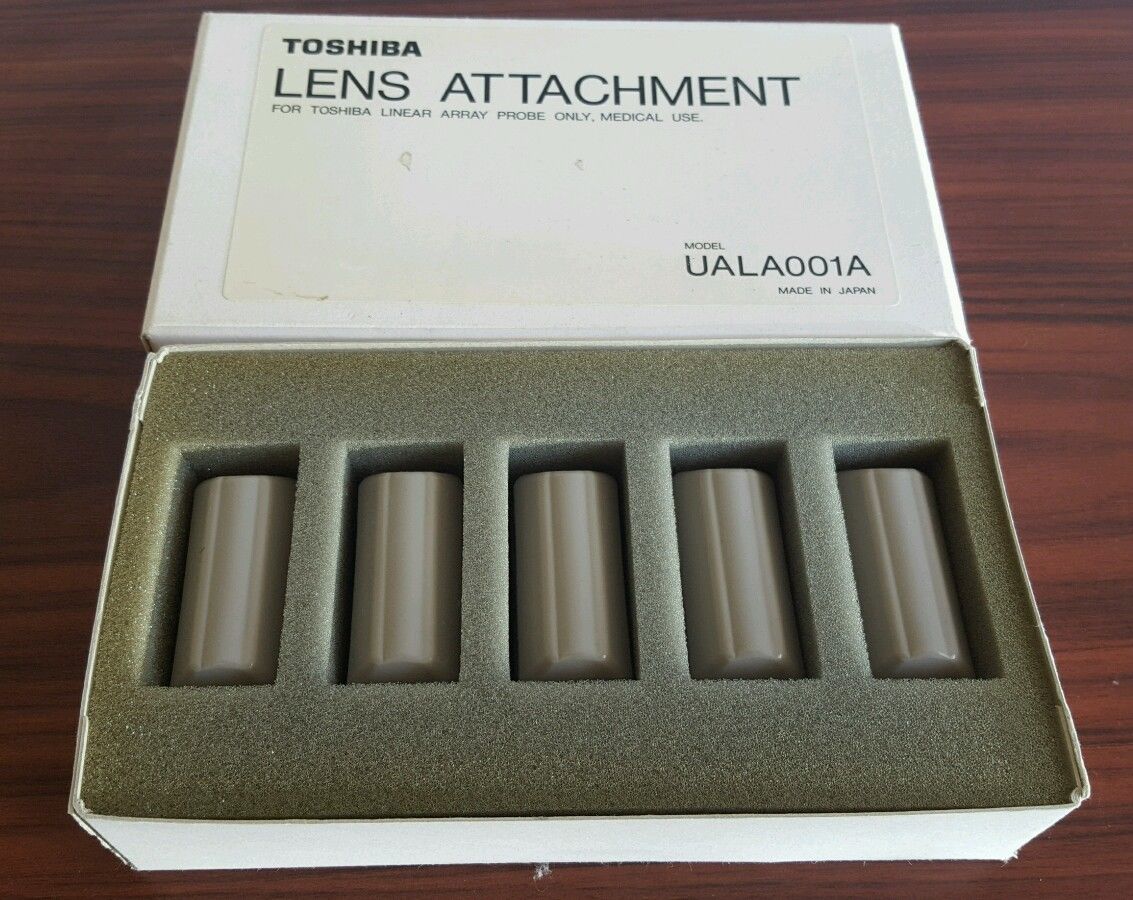 TOSHIBA
LENS ATTACHMENT
FOR TOSHIBA LINEAR ARRAY PROBE ONLY, MEDICAL USE.
MODEL
UALA001A
MADE IN JAPAN